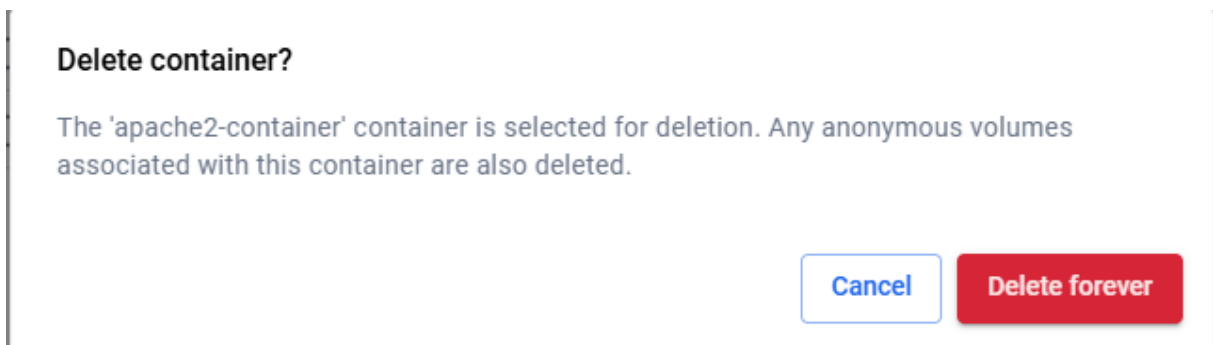 Delete container?
The 'apache2-container' container is selected for deletion. Any anonymous volumes
associated with this container are also deleted.
Cancel
Delete forever